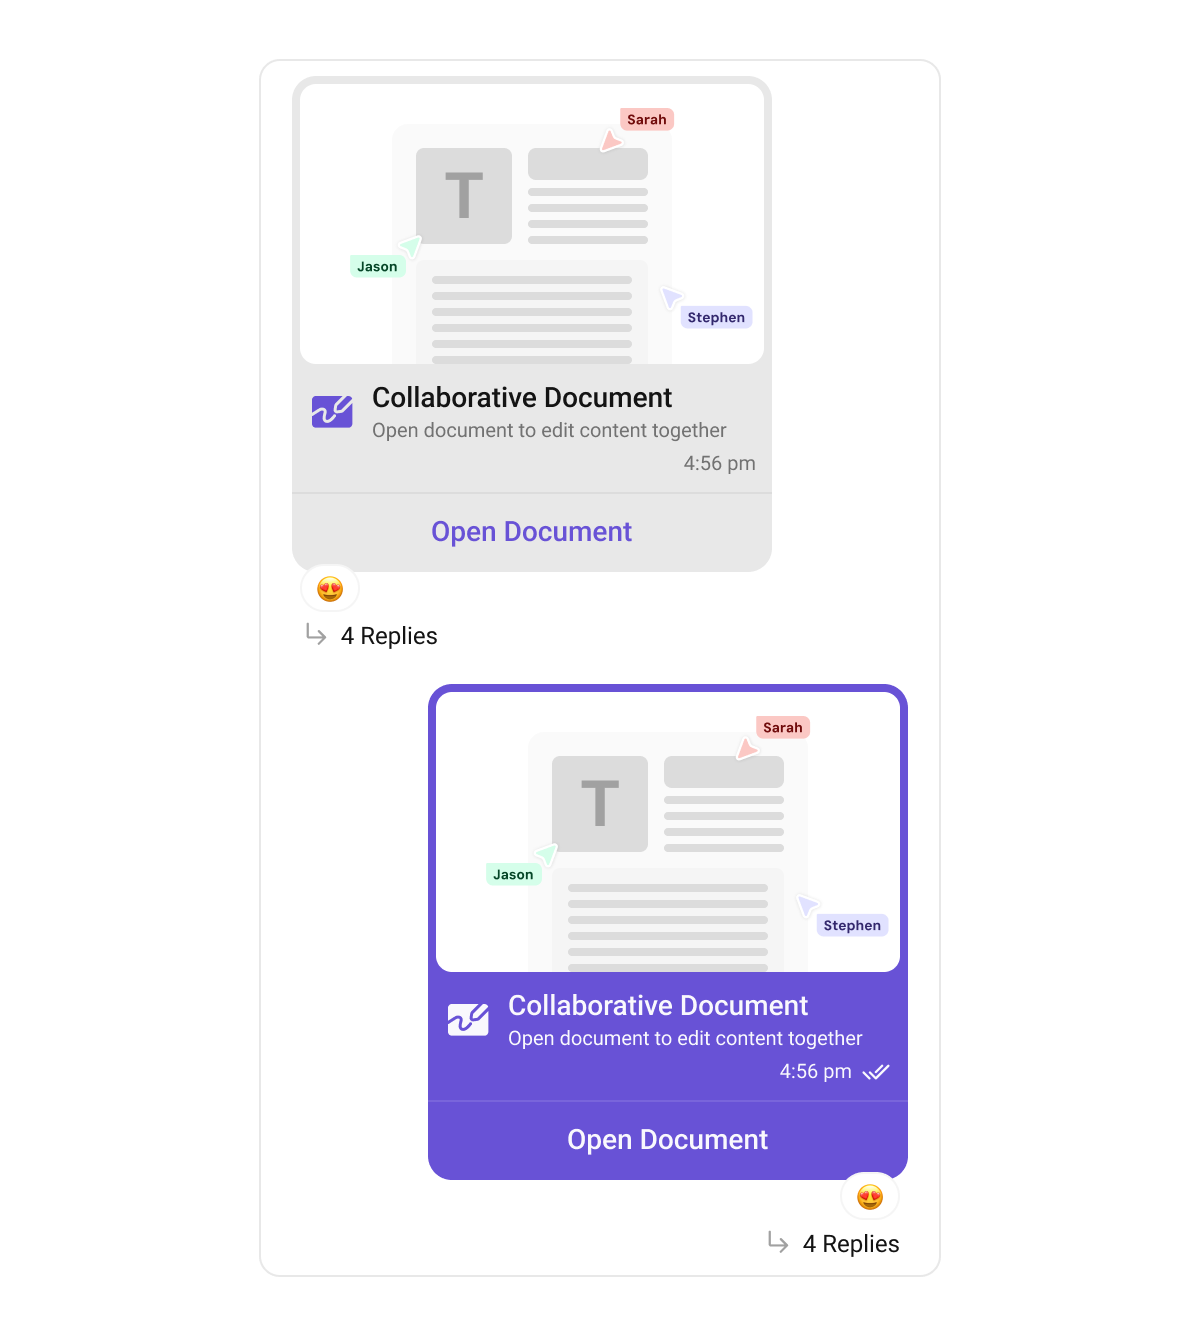 Sarah
T
Jason
Stephen
Collaborative Document
Open document to edit content together
4:56 pm
Open Document
4 Replies
Sarah
T
Jason
Stephen
Collaborative Document
Open document to edit content together
4:56 pm
Open Document
4 Replies